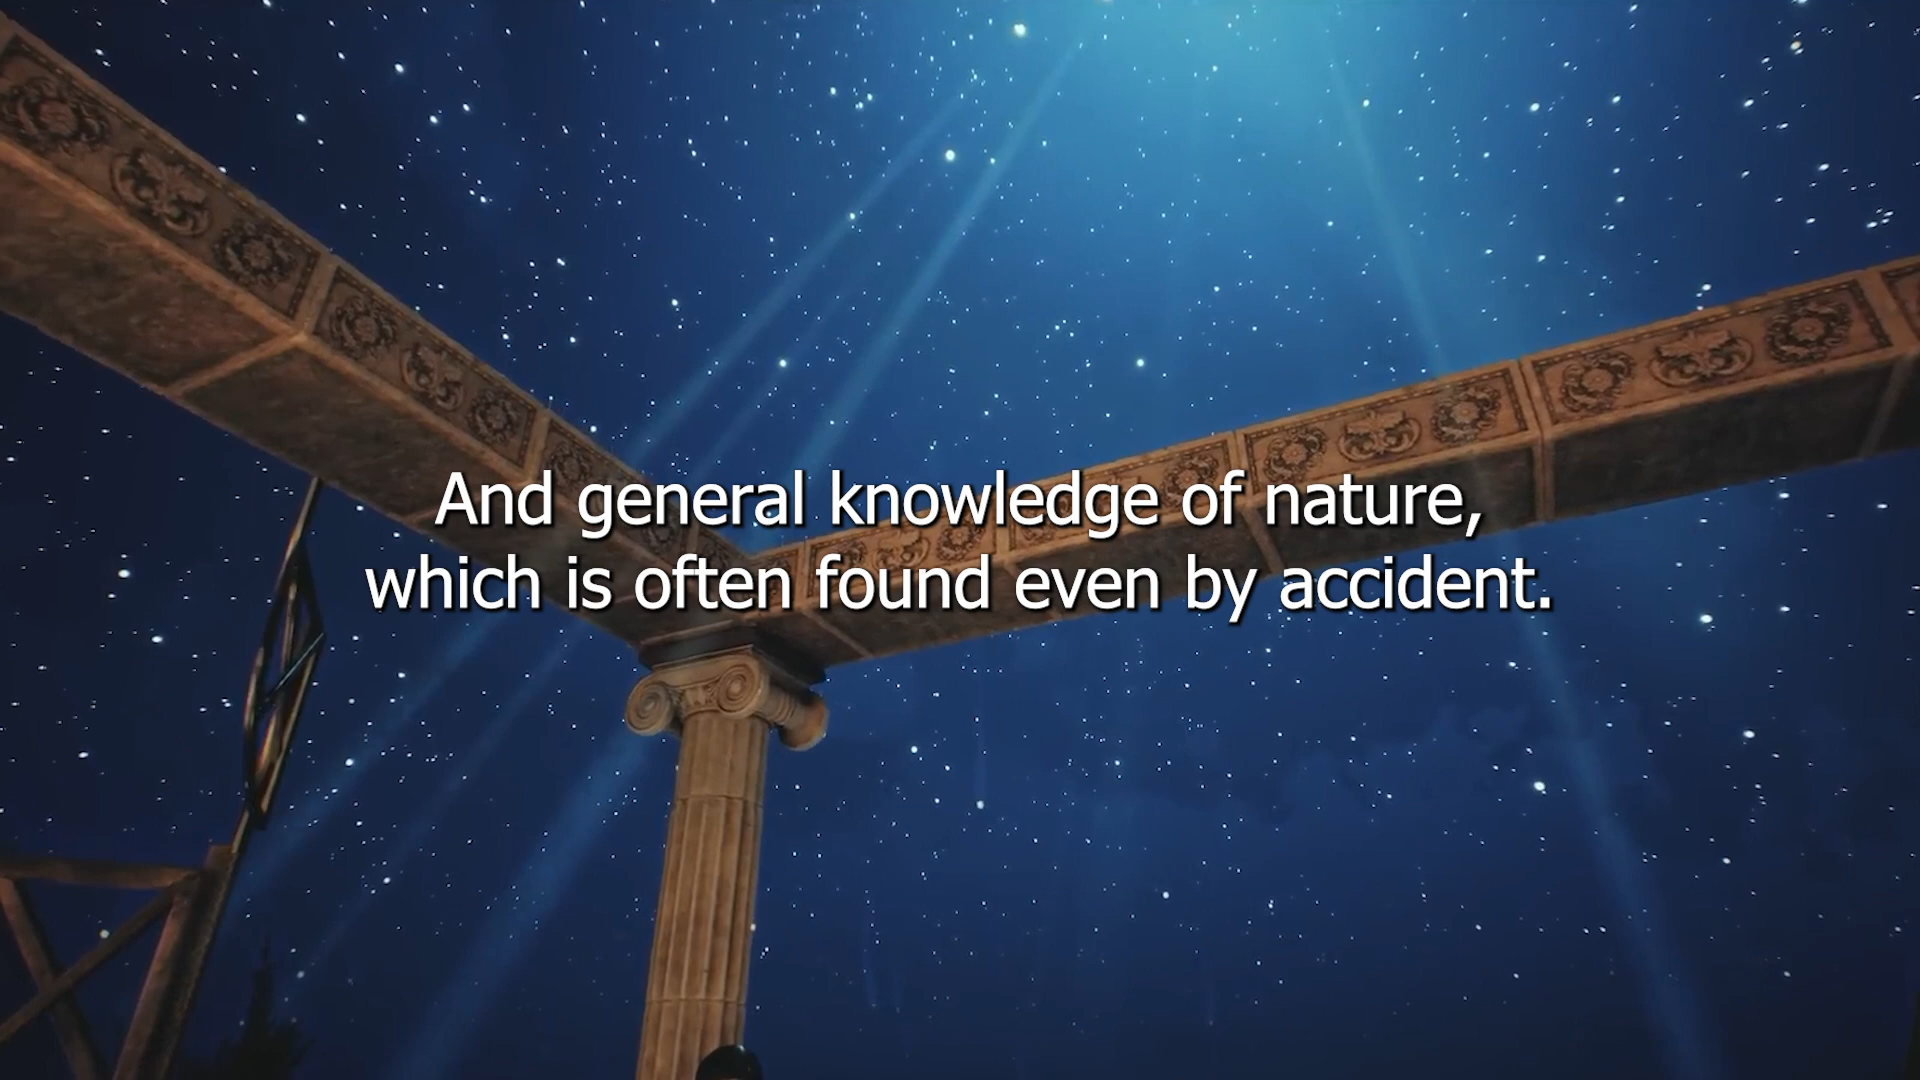 And general knowledge of nature,
which is often found even by accident.